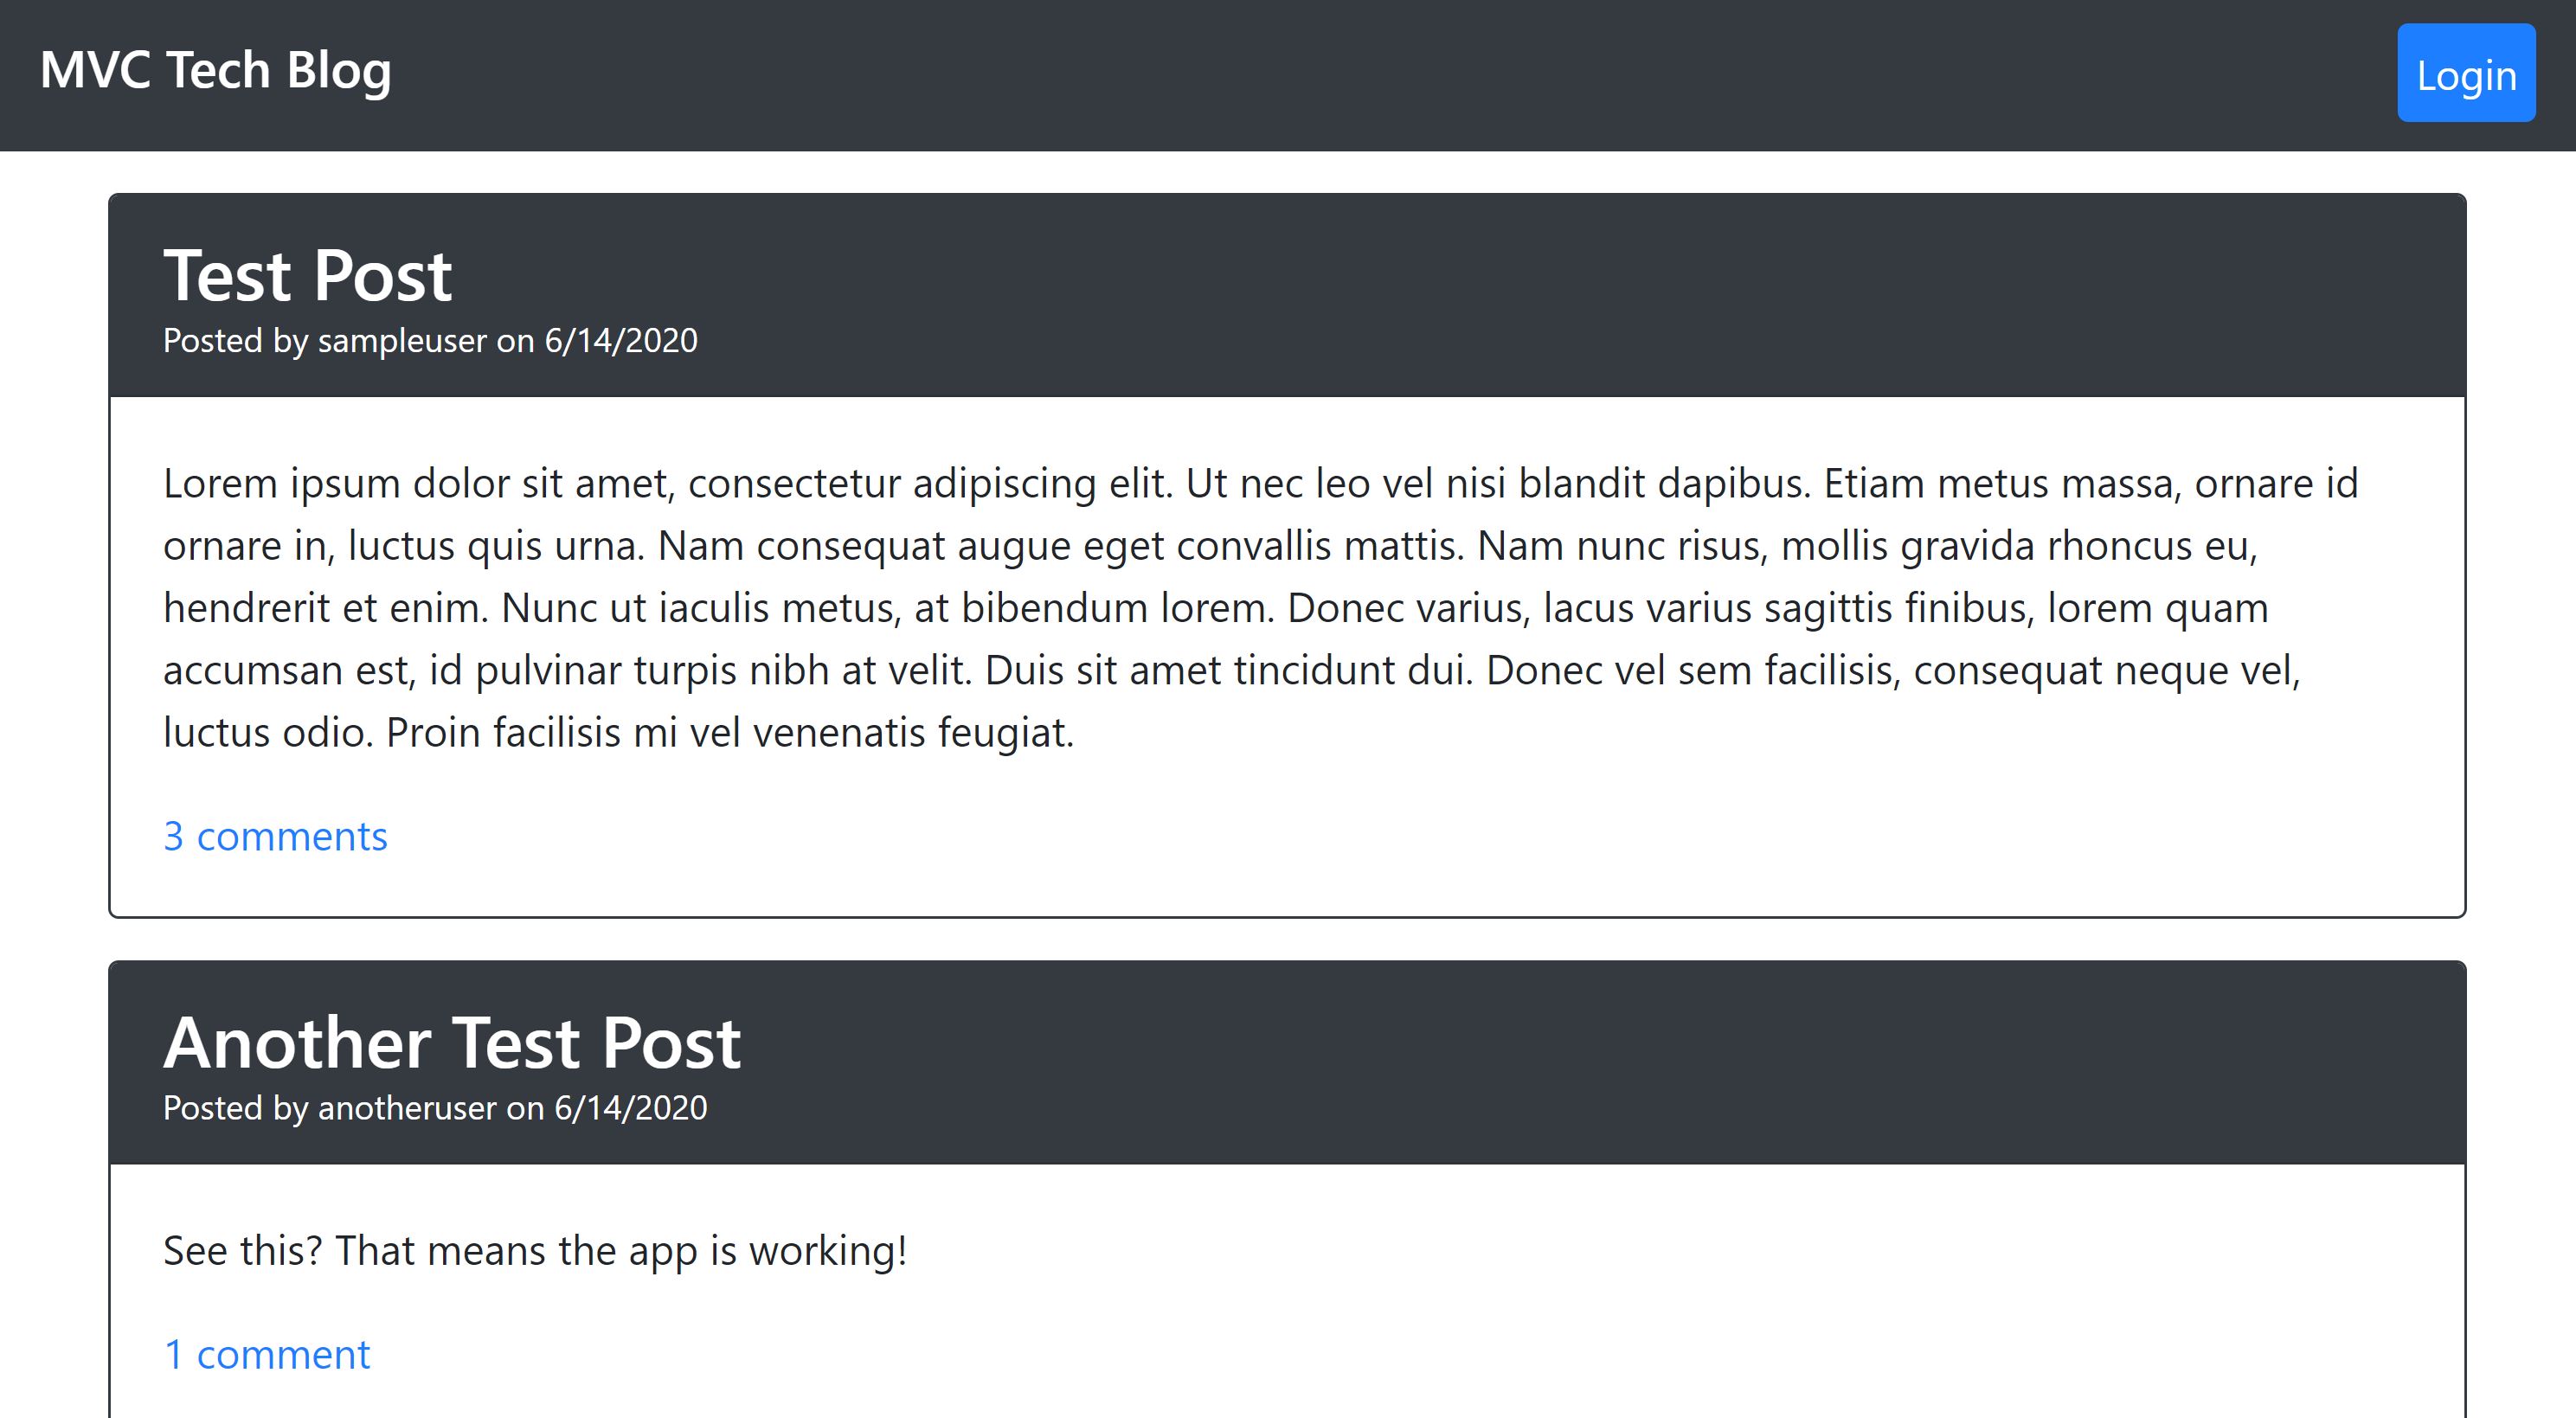 MVC Tech Blog
Login
Test Post
Posted by sampleuser on 6/14/2020
Lorem ipsum dolor sit amet, consectetur adipiscing elit. Ut nec leo vel nisi blandit dapibus. Etiam metus massa, ornare id
ornare in, luctus quis urna. Nam consequat augue eget convallis mattis. Nam nunc risus, mollis gravida rhoncus eu,
hendrerit et enim. Nunc ut iaculis metus, at bibendum lorem. Donec varius, lacus varius sagittis finibus, lorem quam
accumsan est, id pulvinar turpis nibh at velit. Duis sit amet tincidunt dui. Donec vel sem facilisis, consequat neque vel,
luctus odio. Proin facilisis mi vel venenatis feugiat.
3 comments
Another Test Post
Posted by anotheruser on 6/14/2020
See this? That means the app is working!
1 comment